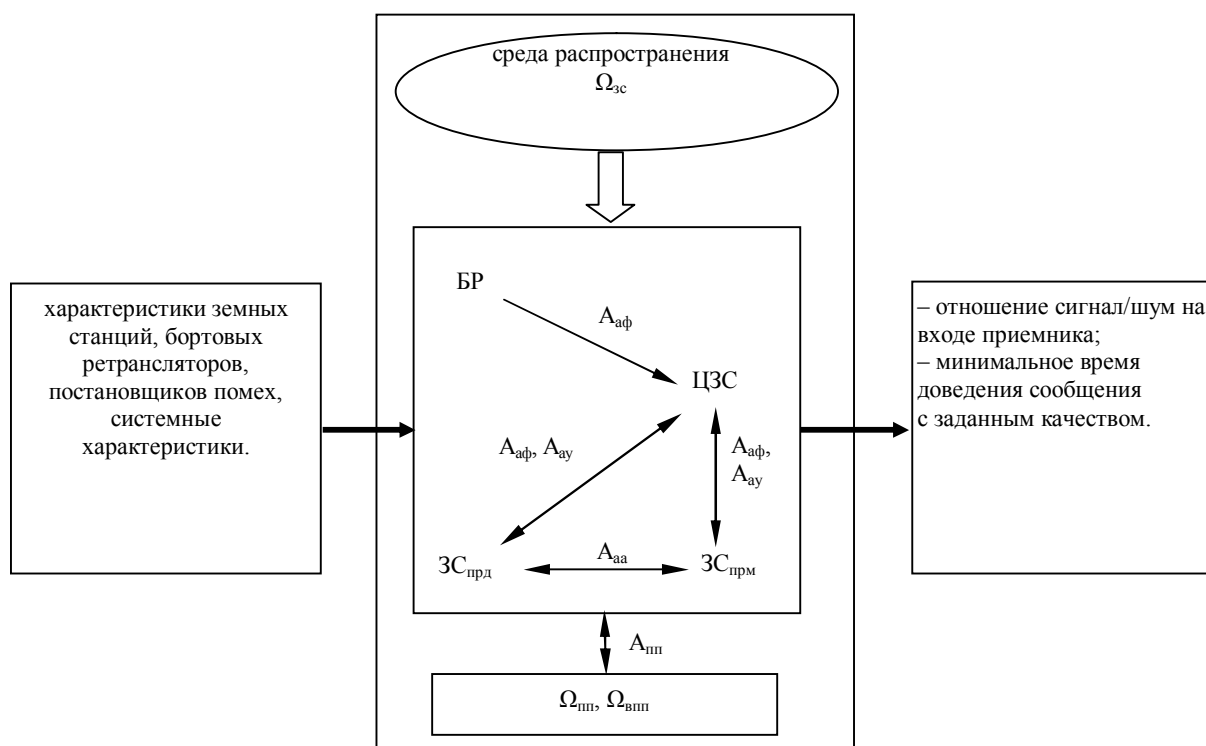 среда распространения
Ωзс
характеристики земных
станций, бортовых
ретрансляторов,
постановщиков помех,
системные
характеристики.
БР
Aаф
ЦЗС
Aаф, Aау
Aаф,
Aау
ЗСпрд
Aаа
ЗСпрм
– отношение сигнал/шум на
входе приемника;
– минимальное время
доведения сообщения
с заданным качеством.
Aпп
Ωпп, Ωвпп